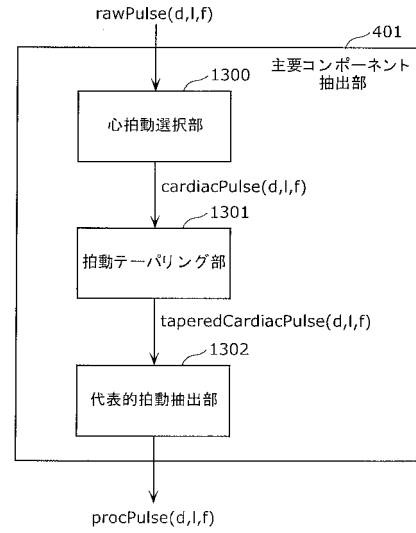 rawPulse(d,l,f)
401
主要コンポーネント
抽出部
1300
心拍動選択部
cardiacPulse(d,l,f)
1301
拍動テーパリング部
taperedCardiacPulse(d,l,f)
1302
代表的拍動抽出部
procPulse(d,l,f)